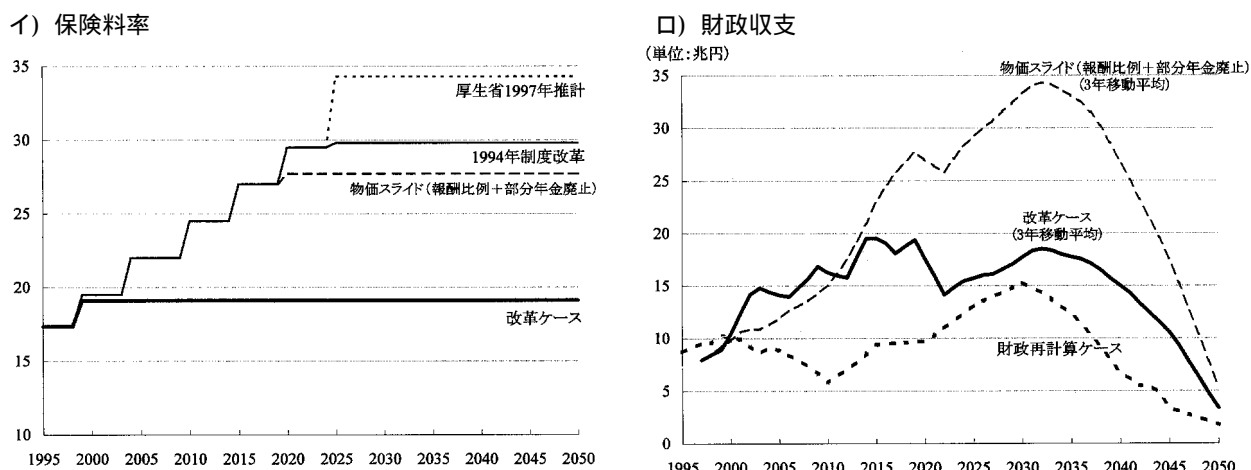 イ) 保険料率
35
30
25
20
15
10
厚生省1997年推計
1994年制度改革
物価スライド(報酬比例+部分年金廃止)
改革ケース
1995 2000 2005 2010 2015 2020 2025 2030 2035 2040 2045 2050
ロ) 財政収支
(単位:兆円)
35
30
25
20
15
10
5
0
物価スライド(報酬比例+部分年金廃止)
(3年移動平均)
改革ケース
(3年移動平均)
財政再計算ケース
1995 2000 2005 2010 2015 2020 2025 2030 2035 2040 2045 2050